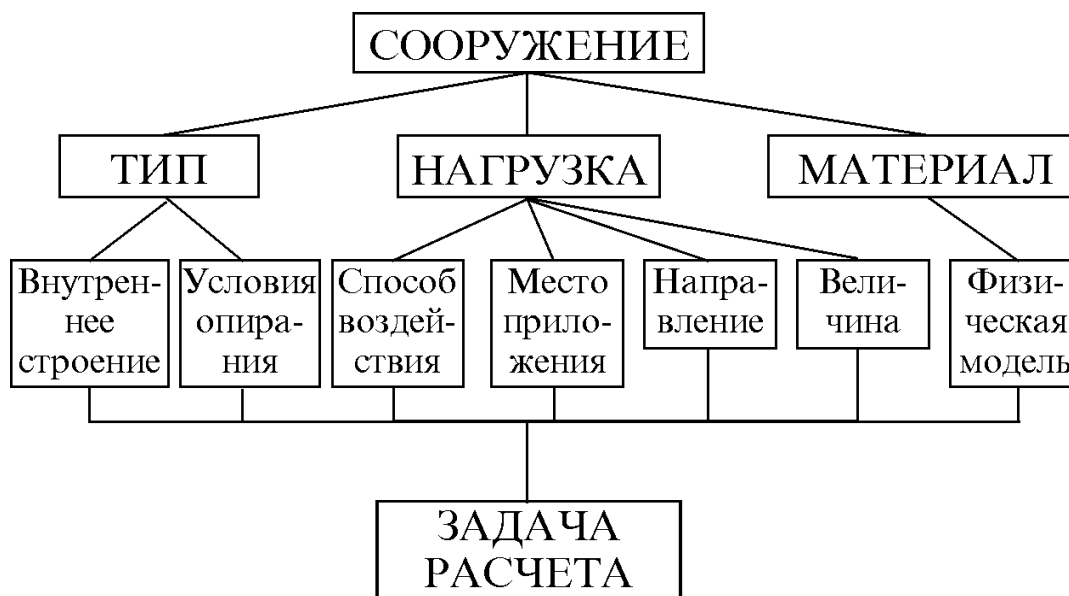 СООРУЖЕНИЕ
ТИП
НАГРУЗКА
МАТЕРИАЛ
Внутрен-
нее
строение
Условия
опира-
ния
Способ
воздей-
ствия
Место
прило-
жения
Напра-
вление
Вели-
чина
Физи-
ческая
модель
ЗАДАЧА
РАСЧЕТА